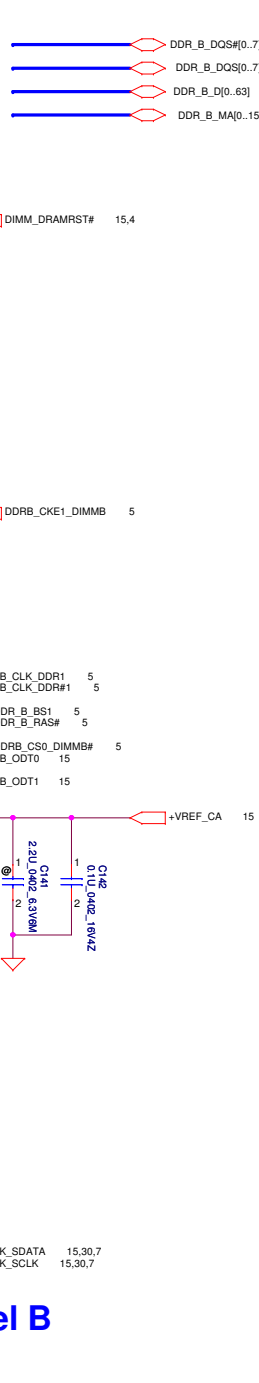 DDR_B_DQS#[0..7
DDR_B_DQS[0..7]
DDR_B_D[0..63]
DDR_B_MA[0..15
DIMM_DRAMRST# 15,4
DDRB_CKE1_DIMMB 5
B_CLK_DDR1 5
B_CLK_DDR#1 5
DR_B_BS1 5
DR_B_RAS# 5
DRB_CS0_DIMMB# 5
B_ODT0 15
B_ODT1 15
+VREF_CA 15
@
1
2
C141
2.2U_0402_6.3V6M
1
2
C142
0.1U_0402_16V4Z
K_SDATA 15,30,7
K_SCLK 15,30,7
el B